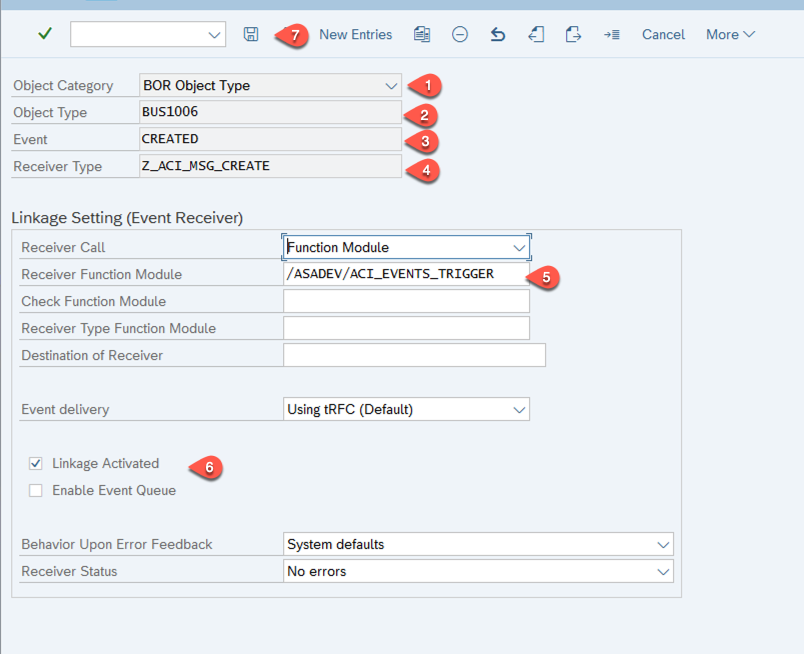 7 New Entries Cancel More
Object Category BOR Object Type 1
Object Type BUS1006 2
Event CREATED 3
Receiver Type Z_ACI_MSG_CREATE 4
Linkage Setting (Event Receiver)
Receiver Call Function Module
Receiver Function Module /ASADEV/ACI_EVENTS_TRIGGER 5
Check Function Module
Receiver Type Function Module
Destination of Receiver
Event delivery Using tRFC (Default)
Linkage Activated 6
Enable Event Queue
Behavior Upon Error Feedback System defaults
Receiver Status No errors